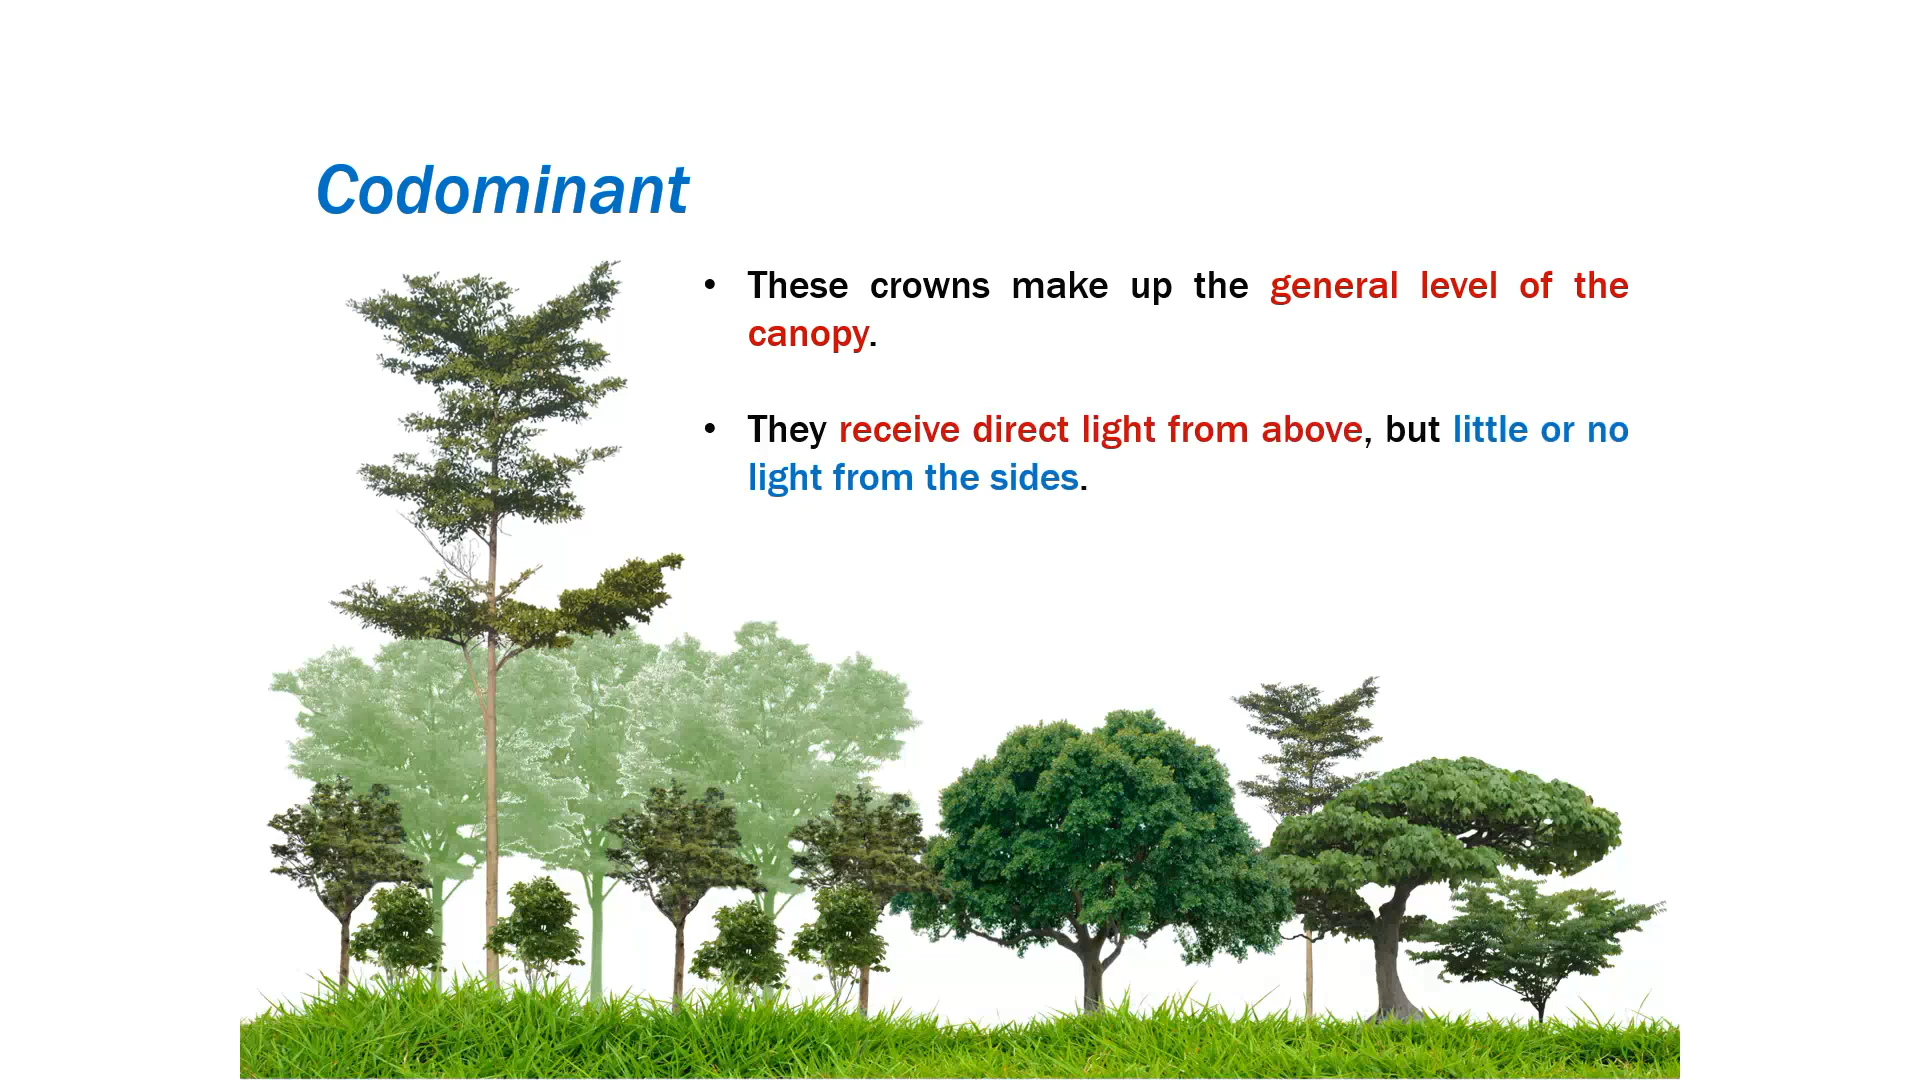 Codominant
• These crowns make up the general level of the
canopy.
• They receive direct light from above, but little or no
light from the sides.